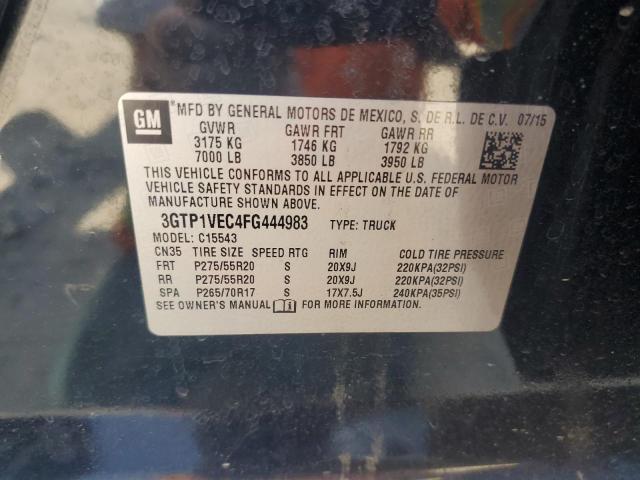 GM *MFD BY GENERAL MOTORS DE MEXICO, S. DE R.L. DE C.V. 07/15
GVWR GAWR FRT GAWR RR
3175 KG 1746 KG 1792 KG
7000 LB 3850 LB 3950 LB
THIS VEHICLE CONFORMS TO ALL APPLICABLE U.S. FEDERAL MOTOR
VEHICLE SAFETY STANDARDS IN EFFECT ON THE DATE OF
MANUFACTURE SHOWN ABOVE.
3GTP1VEC4FG444983 TYPE: TRUCK
MODEL: C15543
CN35 TIRE SIZE SPEED RTG RIM COLD TIRE PRESSURE
FRT P275/55R20 S 20X9J 220KPA(32PSI)
RR P275/55R20 S 20X9J 220KPA(32PSI)
SPA P265/70R17 S 17X7.5J 240KPA(35PSI)
SEE OWNER'S MANUAL FOR MORE INFORMATION.